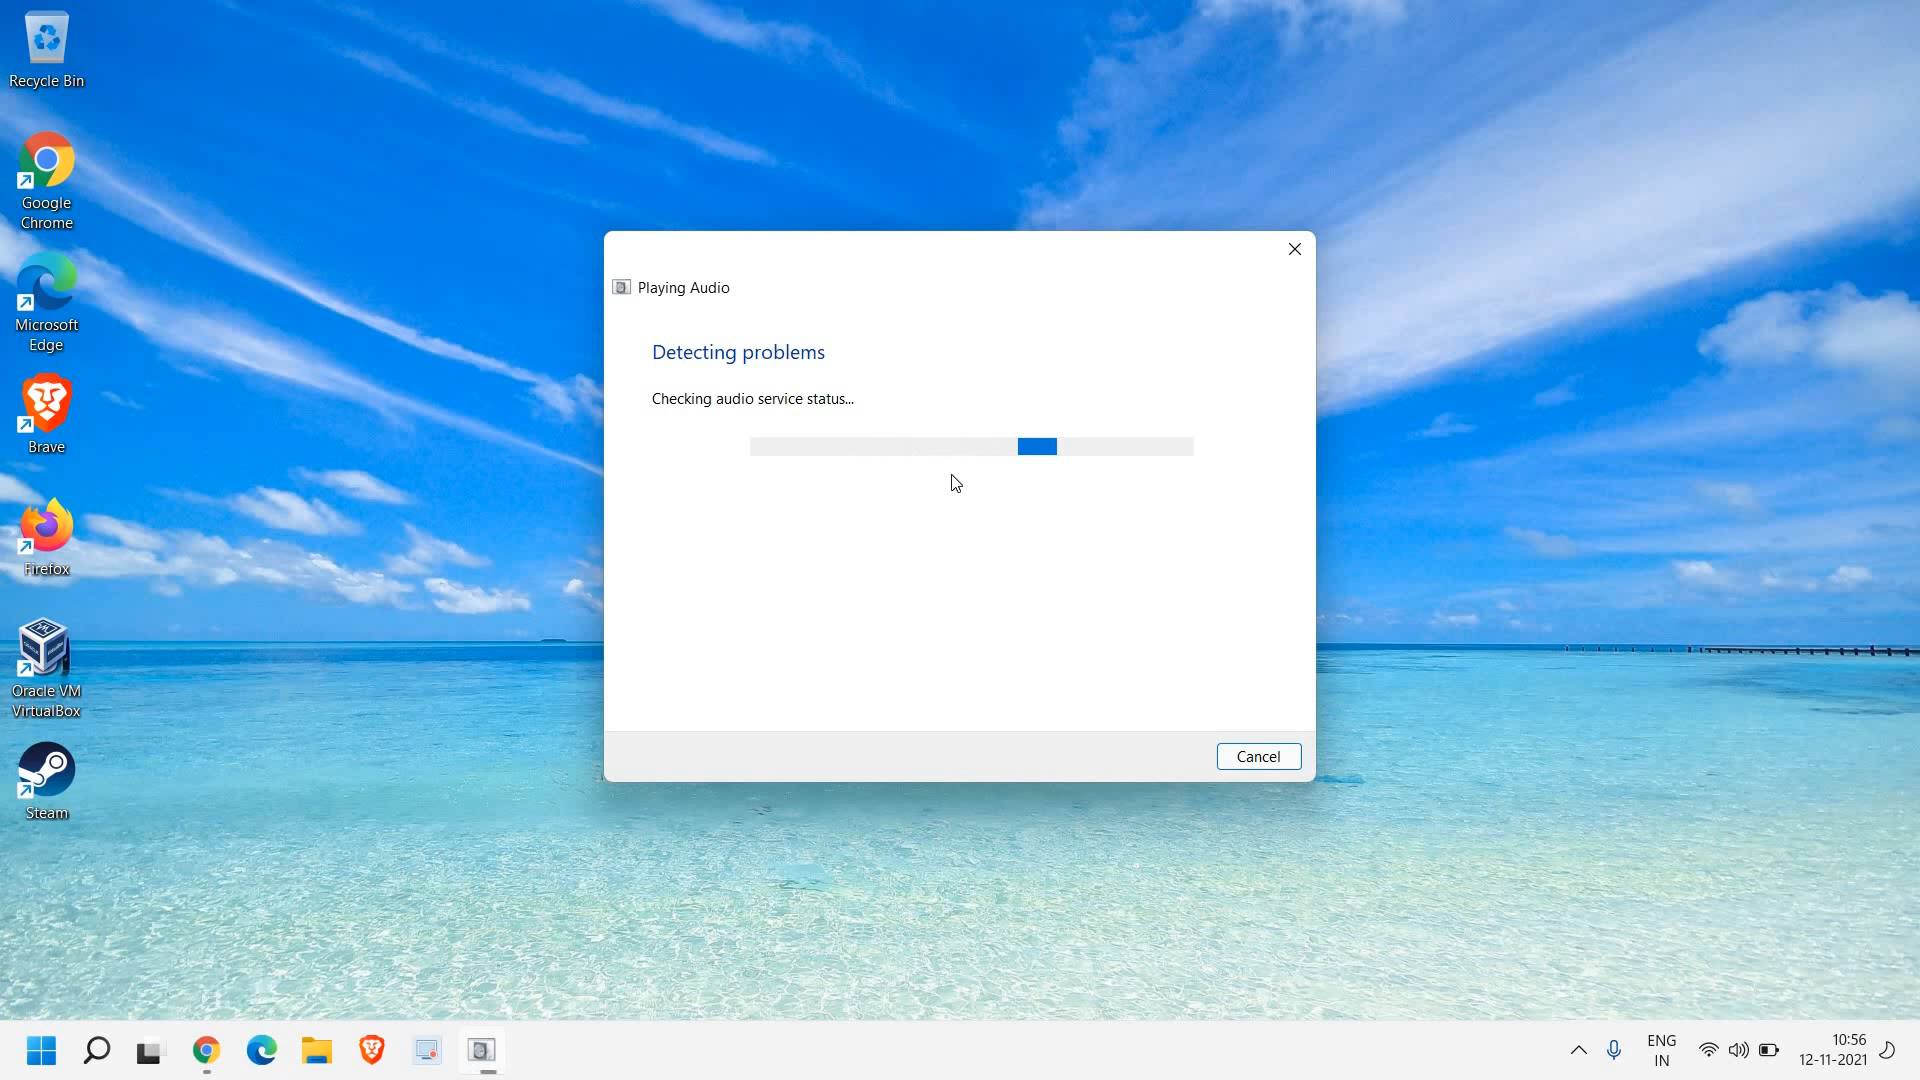 Recycle Bin
Google
Chrome
Microsoft
Edge
Brave
Firefox
Oracle VM
VirtualBox
Steam
Playing Audio
Detecting problems
Checking audio service status...
Cancel
ENG
IN
10:56
12-11-2021